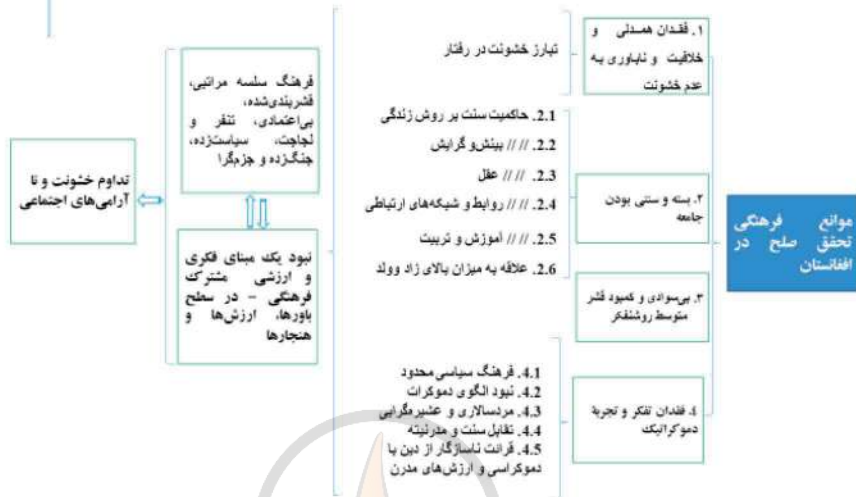 موانع فرهنگی
تحقق صلح در
افغانستان
۱. فقدان همدلی و
خلاقیت و ناباوری به
عدم خشونت
تبارز خشونت در رفتار
۲. بسته و سنتی بودن
جامعه
2.1. حاکمیت سنت بر روش زندگی
2.2. // // بینش‌و گرایش
2.3. // // عقل
2.4. // // روابط و شبکه‌های ارتباطی
2.5. // // آموزش و تربیت
2.6. علاقه به میزان بالای زاد وولد
۳. بی‌سوادی و کمبود قشر
متوسط روشنفکر
٤. فقدان تفکر و تجربة
دموکراتیک
4.1. فرهنگ سیاسی محدود
4.2. نبود الگوی دموکرات
4.3. مردسالاری و عشیره‌گرایی
4.4. تقابل سنت و مدرنیته
4.5. قرائت ناسازگار از دین با
دموکراسی و ارزش‌های مدرن
فرهنگ سلسه مراتبی،
قشربندی‌شده،
بی‌اعتمادی، تنفر و
لجاجت، سیاست‌زده،
جنگ‌زده و جزم‌گرا
نبود یک مبنای فکری
و ارزشی مشترک
فرهنگی – در سطح
باورها، ارزش‌ها و
هنجارها
تداوم خشونت و نا
آرامی‌های اجتماعی